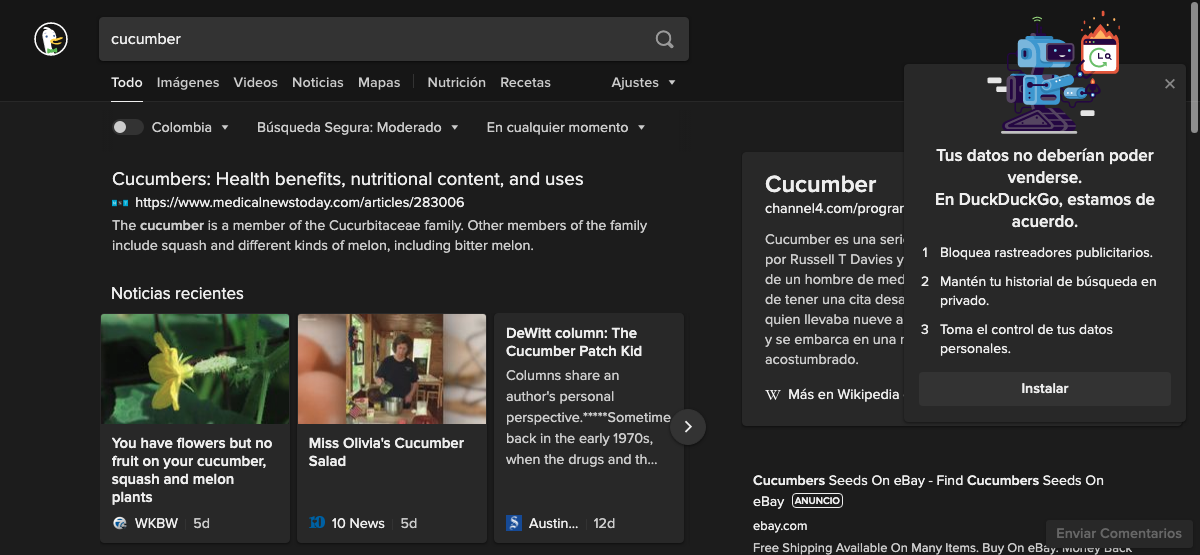 cucumber
Todo Imágenes Videos Noticias Mapas Nutrición Recetas Ajustes
Colombia Búsqueda Segura: Moderado En cualquier momento
Cucumbers: Health benefits, nutritional content, and uses
https://www.medicalnewstoday.com/articles/283006
The cucumber is a member of the Cucurbitaceae family. Other members of the family
include squash and different kinds of melon, including bitter melon.
Noticias recientes
You have flowers but no
fruit on your cucumber,
squash and melon
plants
WKBW 5d
Miss Olivia's Cucumber
Salad
10 News 5d
DeWitt column: The
Cucumber Patch Kid
Columns share an
author's personal
perspective.*****Sometime
back in the early 1970s,
when the drugs and th...
Austin... 12d
Cucumber
channel4.com/progran
Cucumber es una seri
por Russell T Davies y
de un hombre de med
de tener una cita desa
quien llevaba nueve a
y se embarca en una r
acostumbrado.
W Más en Wikipedia
Tus datos no deberían poder
venderse.
En DuckDuckGo, estamos de
acuerdo.
1 Bloquea rastreadores publicitarios.
2 Mantén tu historial de búsqueda en
privado.
3 Toma el control de tus datos
personales.
Instalar
Cucumbers Seeds On eBay - Find Cucumbers Seeds On
eBay ANUNCIO
ebay.com
Free Shipping Available On Many Items. Buy On eBay. Money Back
Enviar Comentarios